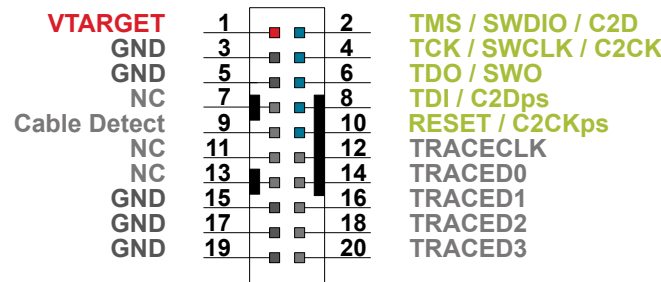 VTARGET 1 2 TMS / SWDIO / C2D
GND 3 4 TCK / SWCLK / C2CK
GND 5 6 TDO / SWO
NC 7 8 TDI / C2Dps
Cable Detect 9 10 RESET / C2CKps
NC 11 12 TRACECLK
NC 13 14 TRACED0
GND 15 16 TRACED1
GND 17 18 TRACED2
GND 19 20 TRACED3